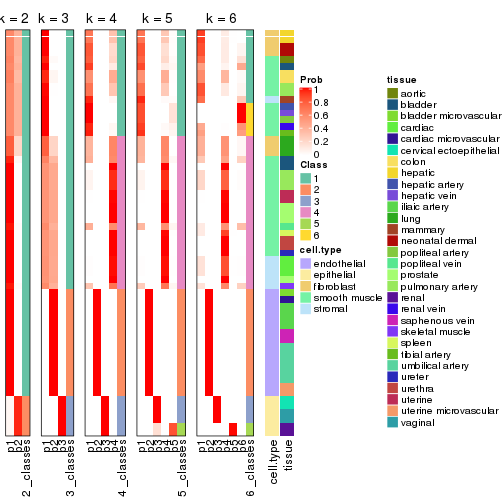 k = 2 k = 3 k = 4 k = 5 k = 6
Prob
1
0.8
0.6
0.4
0.2
0
Class
1
2
3
4
5
6
cell.type
endothelial
epithelial
fibroblast
smooth muscle
stromal
tissue
aortic
bladder
bladder microvascular
cardiac
cardiac microvascular
cervical ectoepithelial
colon
hepatic
hepatic artery
hepatic vein
iliaic artery
lung
mammary
neonatal dermal
popliteal artery
popliteal vein
prostate
pulmonary artery
renal
renal vein
saphenous vein
skeletal muscle
spleen
tibial artery
umbilical artery
ureter
urethra
uterine
uterine microvascular
vaginal
p1
p2
2_classes
p1
p2
p3
3_classes
p1
p2
p3
p4
4_classes
p1
p2
p3
p4
p5
5_classes
p1
p2
p3
p4
p5
p6
6_classes
cell.type
tissue